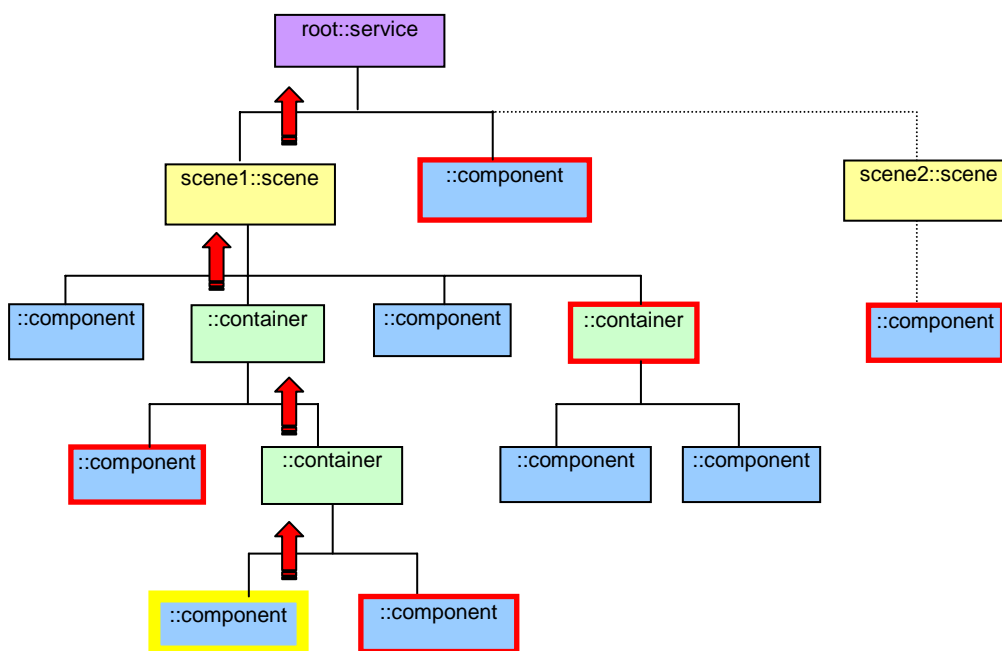 root::service
scene1::scene
::component
scene2::scene
::component
::container
::component
::container
::component
::component
::container
::component
::component
::component
::component